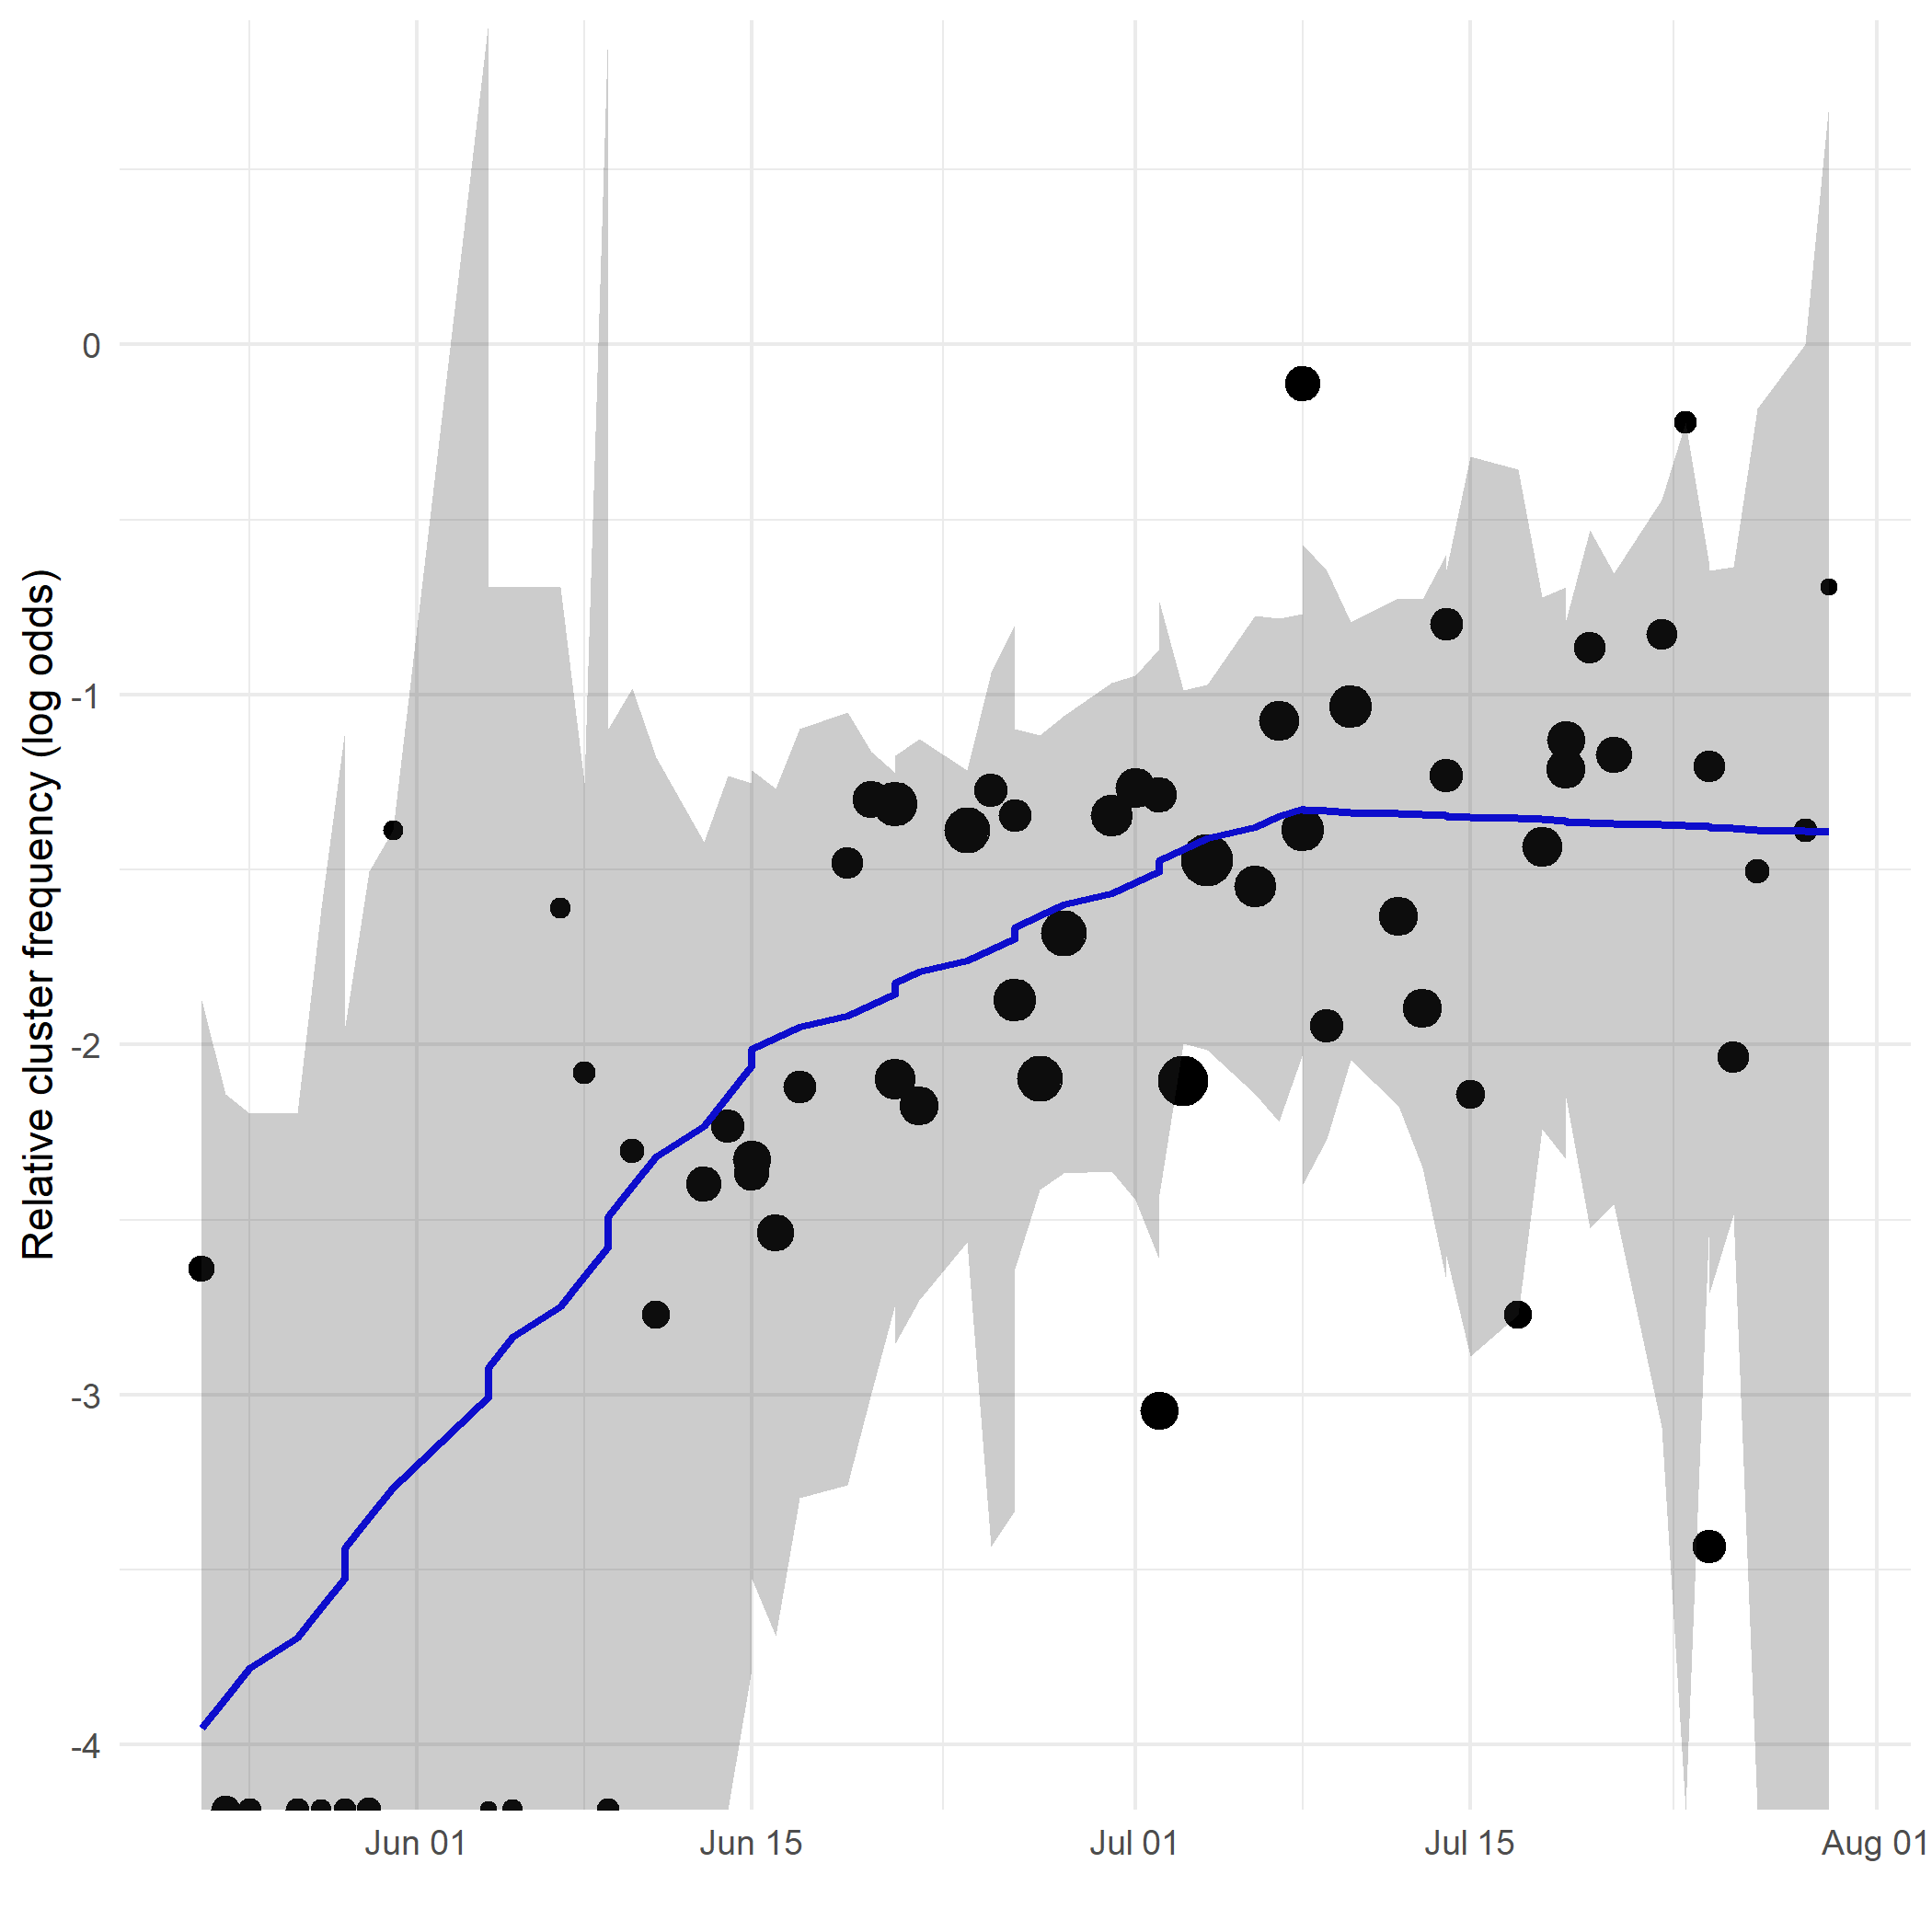 Relative cluster frequency (log odds)
0
-1
-2
-3
-4
Jun 01
Jun 15
Jul 01
Jul 15
Aug 01